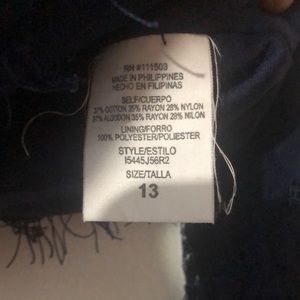 RN #111503
MADE IN PHILIPPINES
HECHO EN FILIPINAS
SELF/CUERPO
37% COTTON 35% RAYON 28% NYLON
37% ALGODON 35% RAYON 28% NILON
LINING/FORRO
100% POLYESTER/POLIESTER
STYLE/ESTILO
I5445J56R2
SIZE/TALLA
13